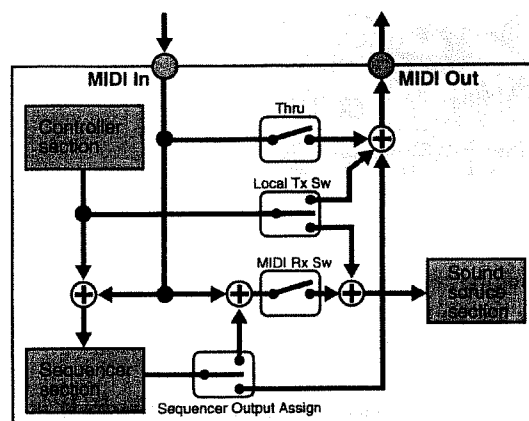 MIDI In
MIDI Out
Controller
section
Thru
Local Tx Sw
MIDI Rx Sw
Sound
source
section
Sequencer
section
Sequencer Output Assign